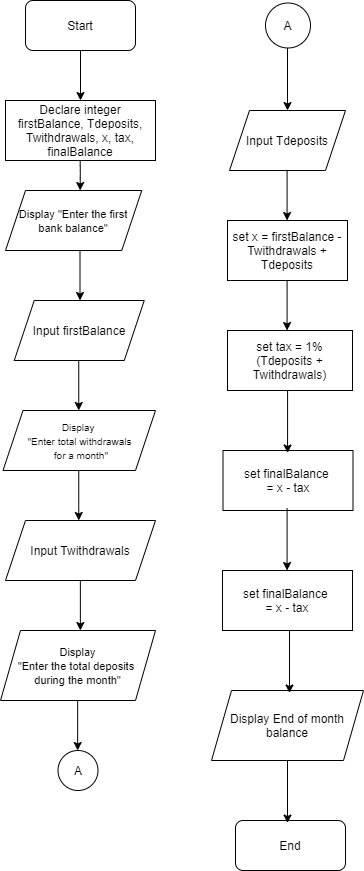 Start
Declare integer
firstBalance, Tdeposits,
Twithdrawals, x, tax,
finalBalance
Display "Enter the first
bank balance"
Input firstBalance
Display
"Enter total withdrawals
for a month"
Input Twithdrawals
Display
"Enter the total deposits
during the month"
A
A
Input Tdeposits
set x = firstBalance -
Twithdrawals +
Tdeposits
set tax = 1%
(Tdeposits +
Twithdrawals)
set finalBalance
= x - tax
set finalBalance
= x - tax
Display End of month
balance
End